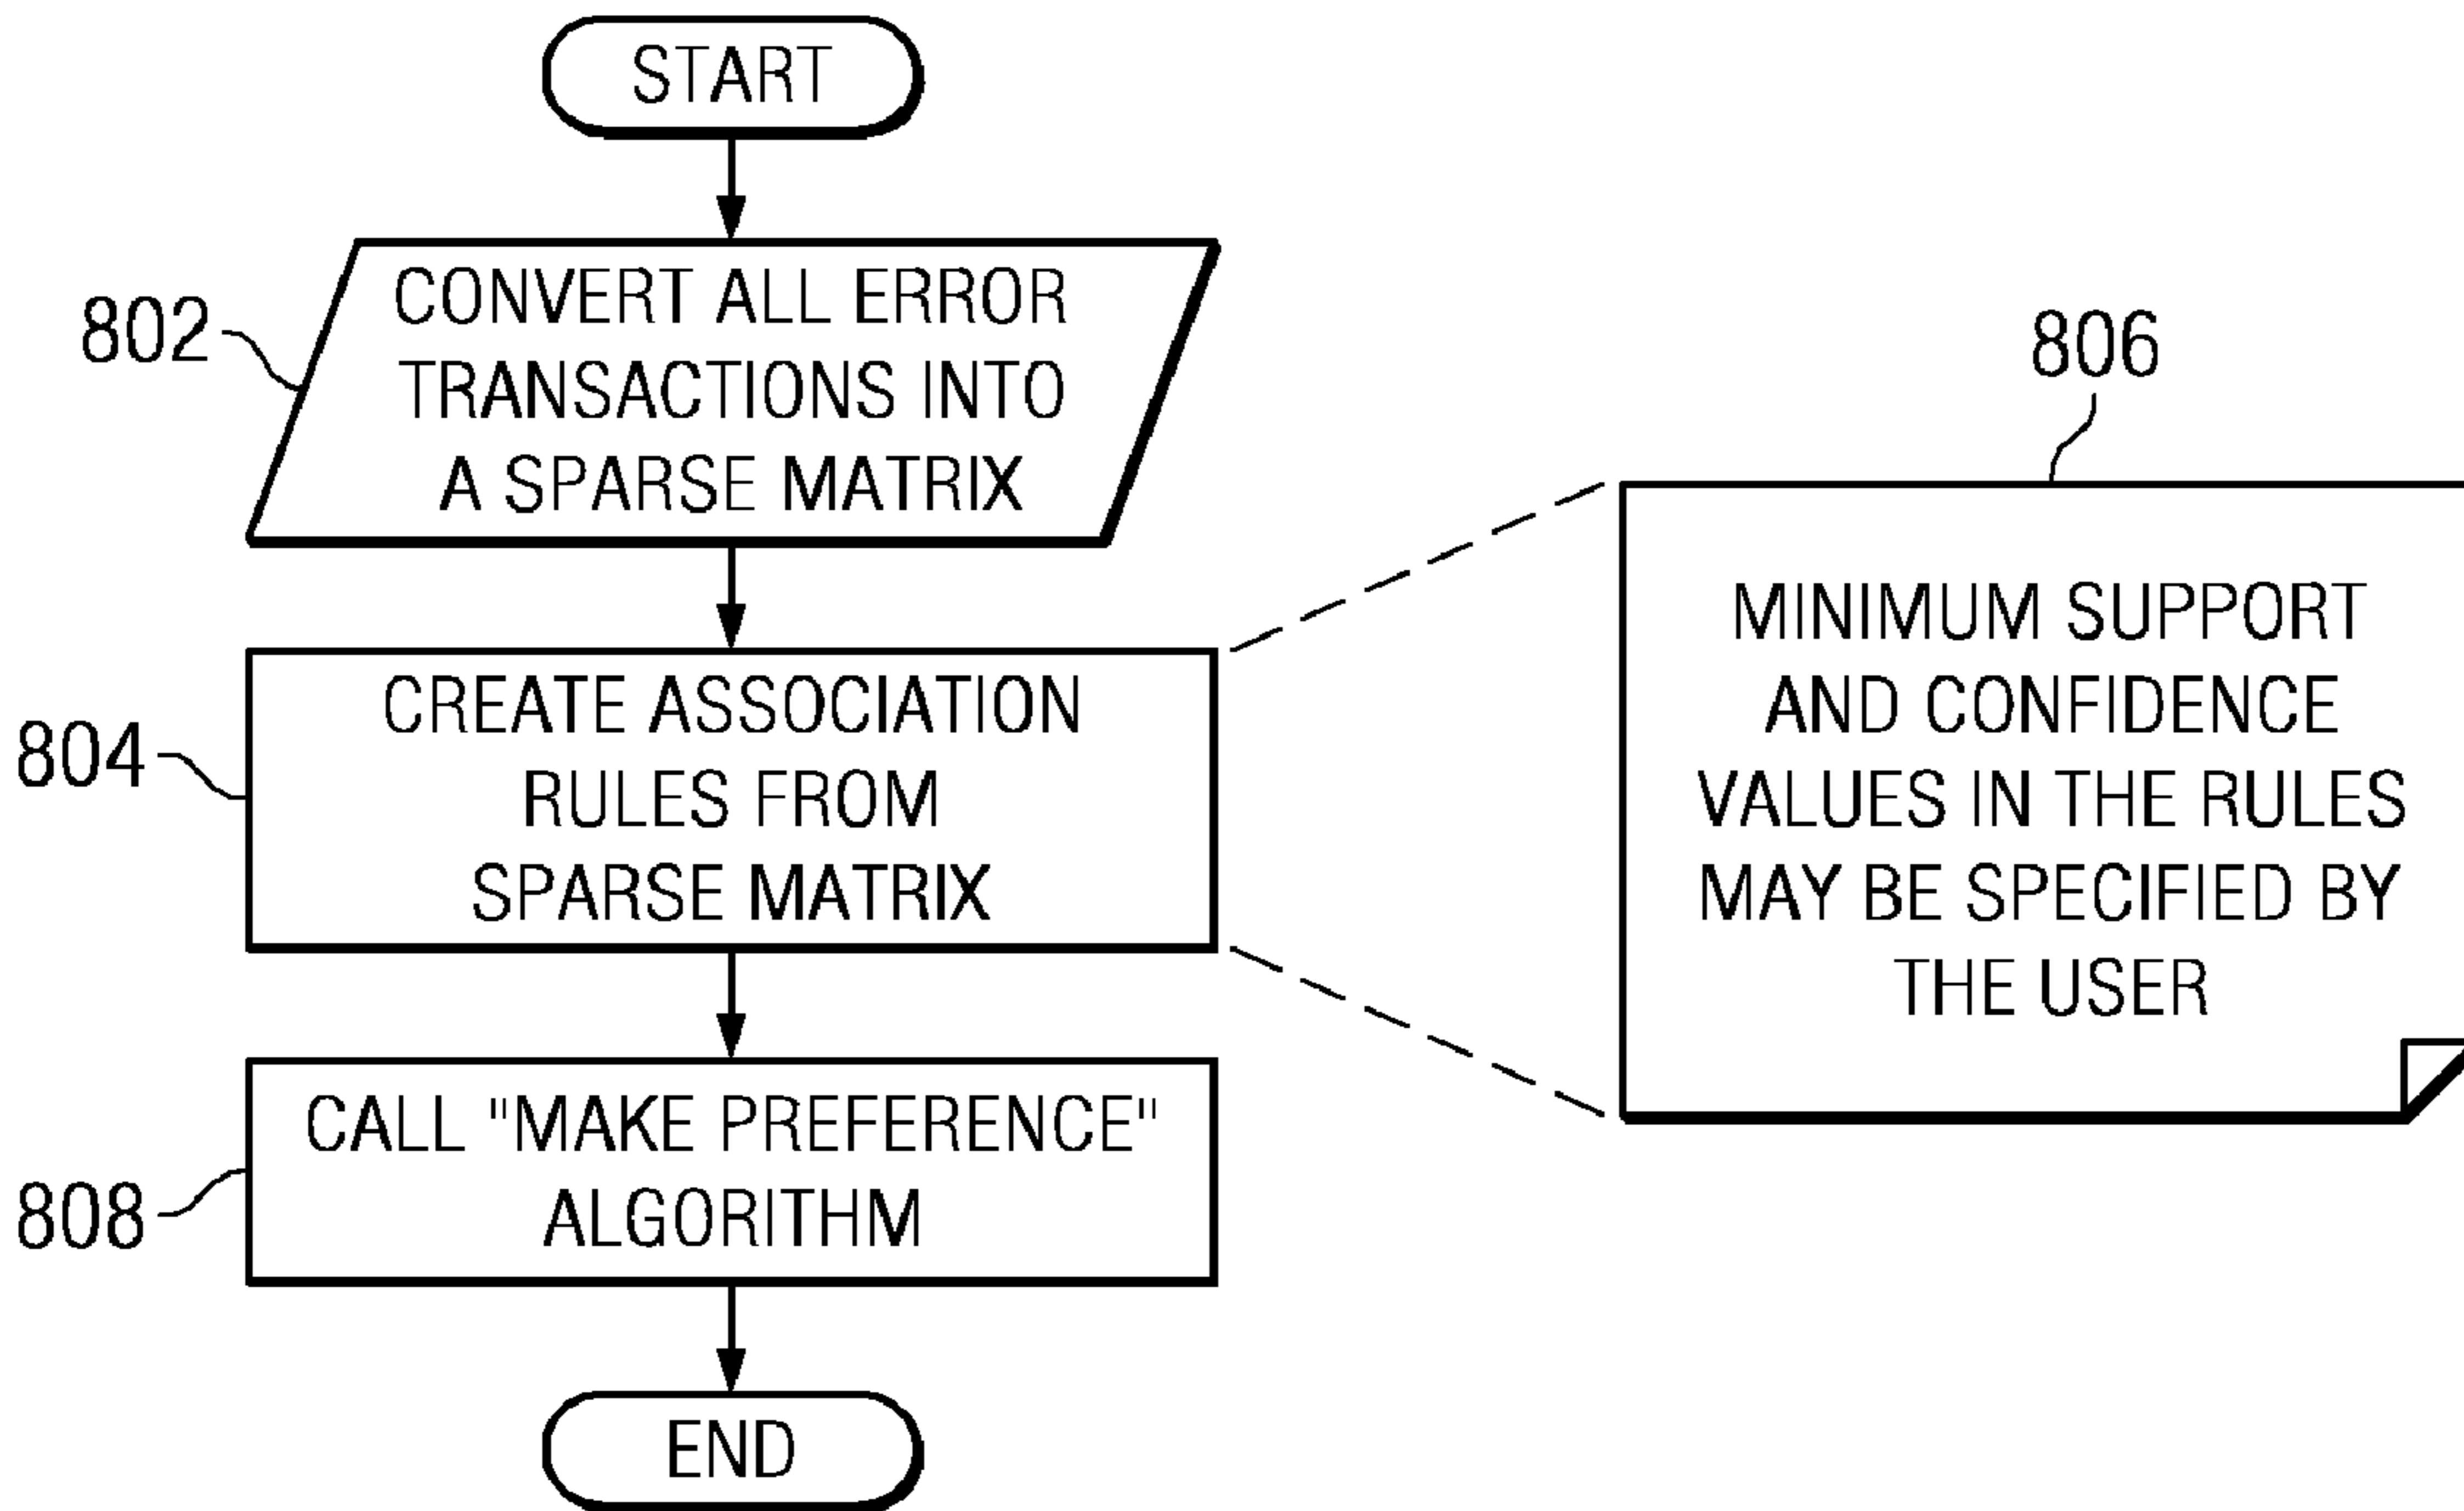 START
802
CONVERT ALL ERROR
TRANSACTIONS INTO
A SPARSE MATRIX
804
CREATE ASSOCIATION
RULES FROM
SPARSE MATRIX
806
MINIMUM SUPPORT
AND CONFIDENCE
VALUES IN THE RULES
MAY BE SPECIFIED BY
THE USER
808
CALL "MAKE PREFERENCE"
ALGORITHM
END